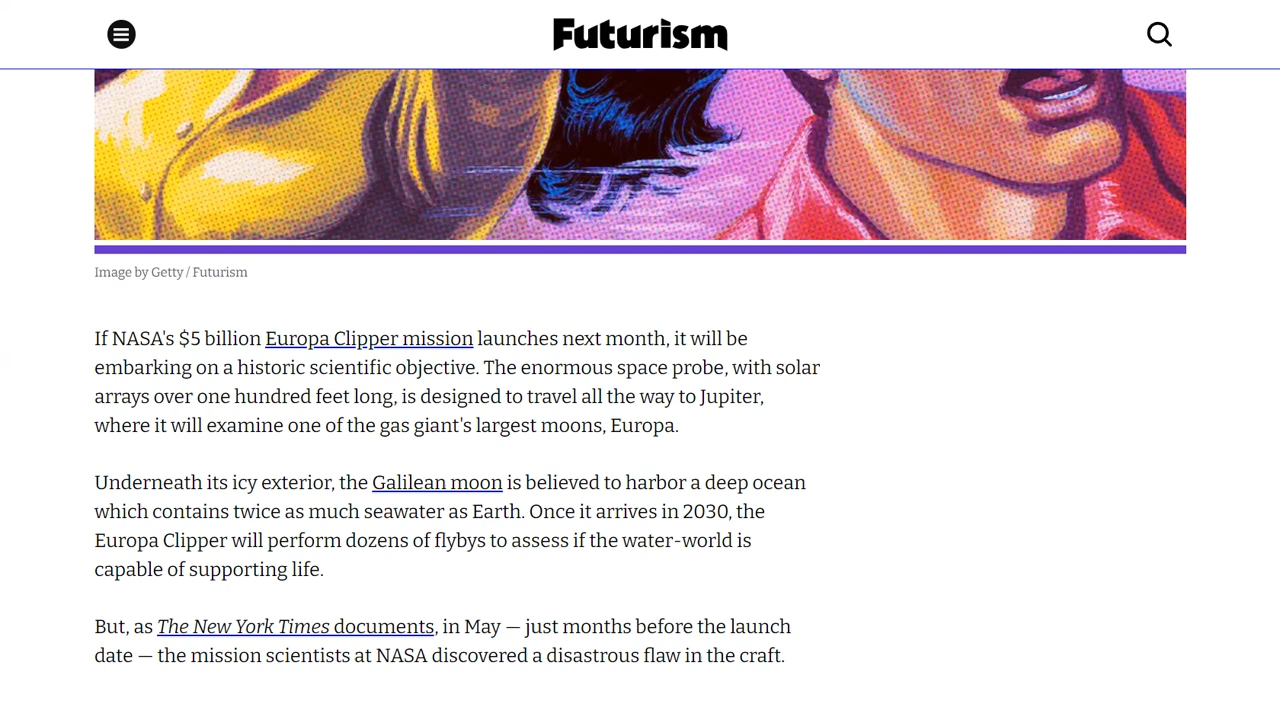 Futurism
Image by Getty / Futurism
If NASA's $5 billion Europa Clipper mission launches next month, it will be
embarking on a historic scientific objective. The enormous space probe, with solar
arrays over one hundred feet long, is designed to travel all the way to Jupiter,
where it will examine one of the gas giant's largest moons, Europa.
Underneath its icy exterior, the Galilean moon is believed to harbor a deep ocean
which contains twice as much seawater as Earth. Once it arrives in 2030, the
Europa Clipper will perform dozens of flybys to assess if the water-world is
capable of supporting life.
But, as The New York Times documents, in May — just months before the launch
date — the mission scientists at NASA discovered a disastrous flaw in the craft.